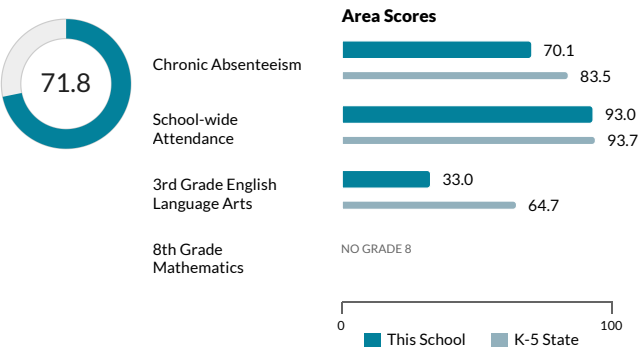 Area Scores
71.8
Chronic Absenteeism
70.1
83.5
School-wide
Attendance
93.0
93.7
3rd Grade English
Language Arts
33.0
64.7
8th Grade
Mathematics
NO GRADE 8
0
100
This School
K-5 State